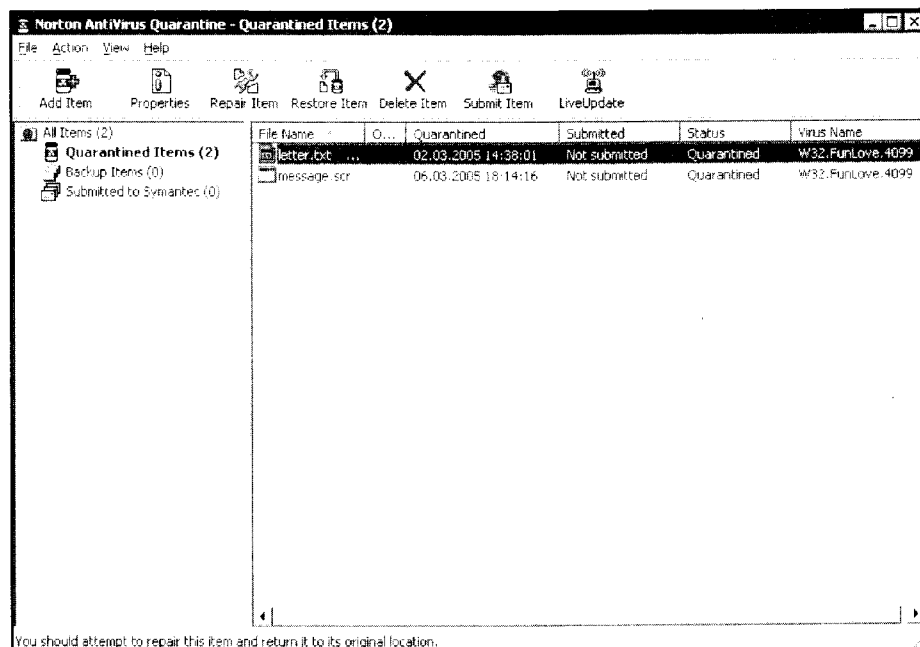 Norton AntiVirus Quarantine - Quarantined Items (2)
File Action View Help
Add Item Properties Repair Item Restore Item Delete Item Submit Item LiveUpdate
All Items (2)
Quarantined Items (2)
Backup Items (0)
Submitted to Symantec (0)
File Name O... Quarantined Submitted Status Virus Name
letter.txt ... 02.03.2005 14:38:01 Not submitted Quarantined W32.FunLove.4099
message.scr 06.03.2005 18:14:16 Not submitted Quarantined W32.FunLove.4099
You should attempt to repair this item and return it to its original location.